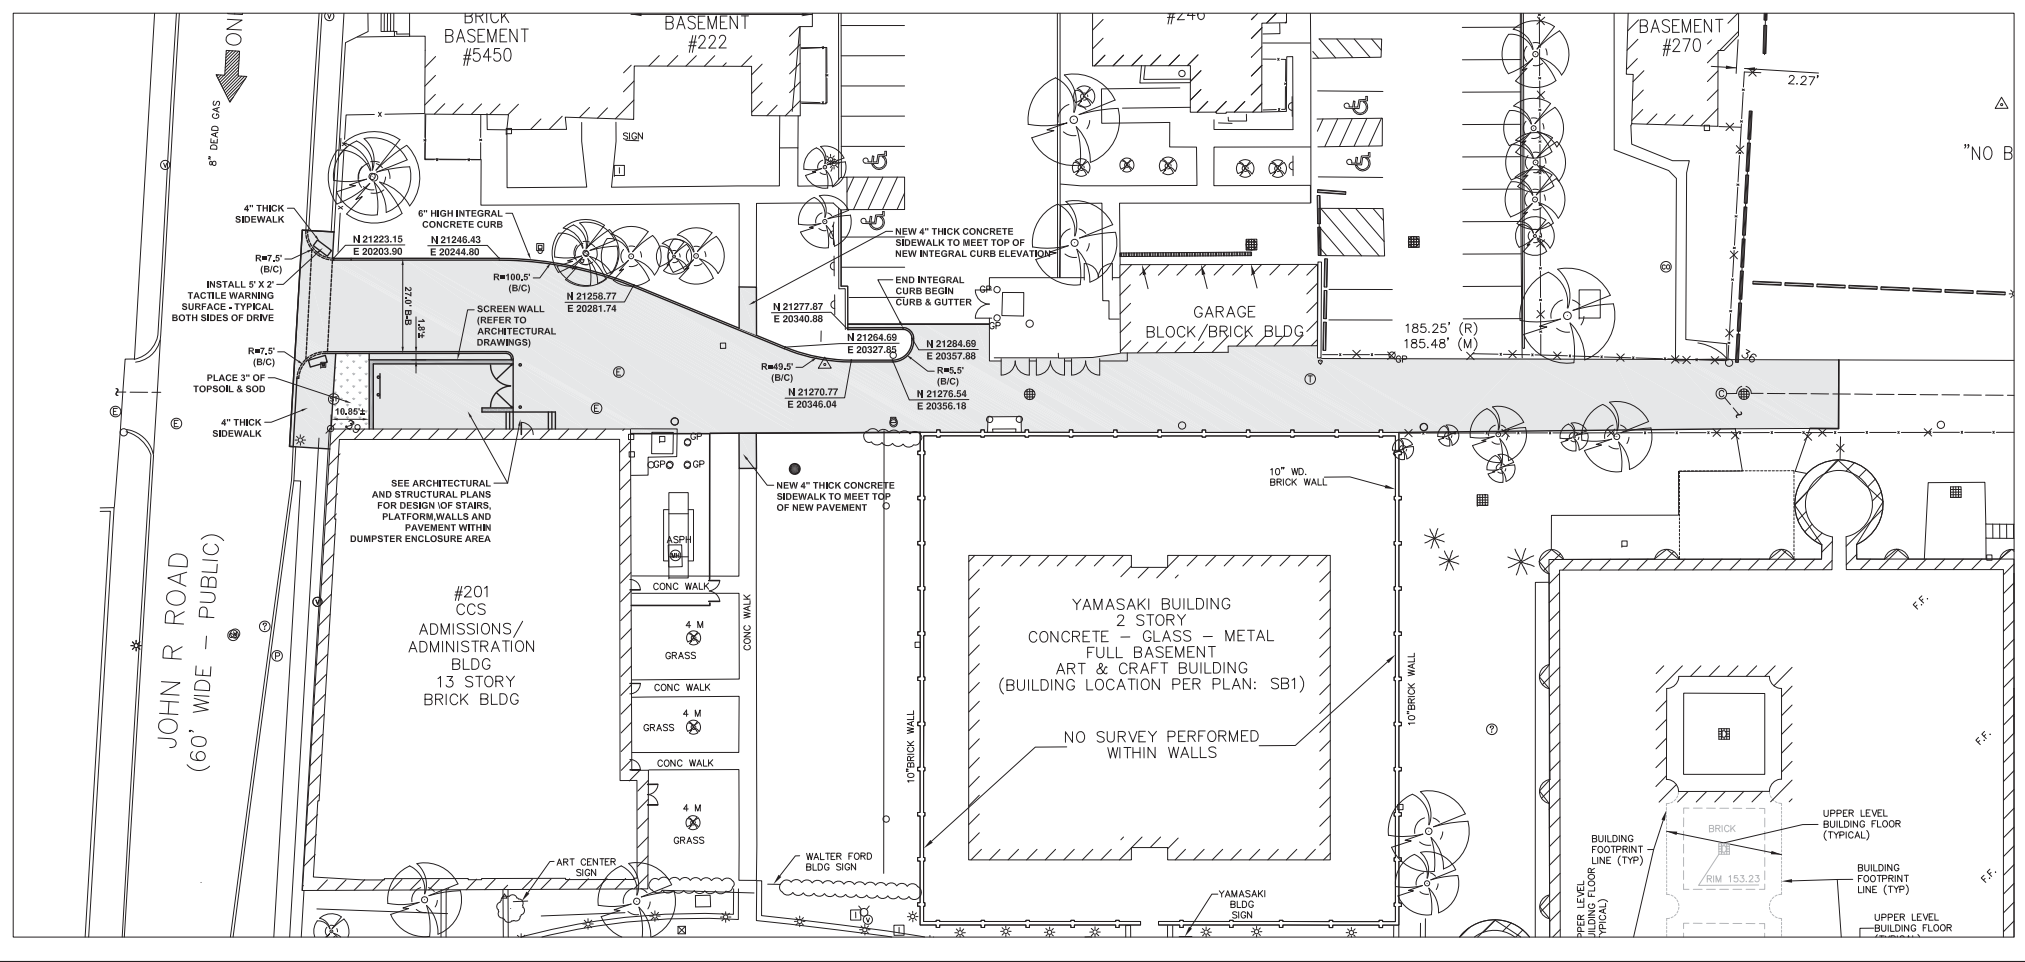 BRICK
BASEMENT
#5450
BASEMENT
#222
#246
BASEMENT
#270
2.27'
"NO B
8" DEAD GAS
SIGN
4" THICK
SIDEWALK
N 21223.15
E 20203.90
N 21246.43
E 20244.80
6" HIGH INTEGRAL
CONCRETE CURB
R=7.5'
(B/C)
INSTALL 5' X 2'
TACTILE WARNING
SURFACE - TYPICAL
BOTH SIDES OF DRIVE
27.0' B-B
1.8'±
R=100.5'
(B/C)
N 21258.77
E 20281.74
SCREEN WALL
(REFER TO
ARCHITECTURAL
DRAWINGS)
NEW 4" THICK CONCRETE
SIDEWALK TO MEET TOP OF
NEW INTEGRAL CURB ELEVATION
END INTEGRAL
CURB BEGIN
CURB & GUTTER
N 21277.87
E 20340.88
N 21264.69
E 20327.85
N 21284.69
E 20357.88
R=49.5'
(B/C)
R=5.5'
(B/C)
N 21270.77
E 20346.04
N 21276.54
E 20356.18
GP
GP
GARAGE
BLOCK/BRICK BLDG
185.25' (R)
185.48' (M)
GP
36
R=7.5'
(B/C)
PLACE 3" OF
TOPSOIL & SOD
10.85'±
39
4" THICK
SIDEWALK
SEE ARCHITECTURAL
AND STRUCTURAL PLANS
FOR DESIGN \OF STAIRS,
PLATFORM,WALLS AND
PAVEMENT WITHIN
DUMPSTER ENCLOSURE AREA
GP
GP
GP
NEW 4" THICK CONCRETE
SIDEWALK TO MEET TOP
OF NEW PAVEMENT
10" WD.
BRICK WALL
ASPH
MH
CONC WALK
CONC WALK
4 M
GRASS
CONC WALK
4 M
GRASS
CONC WALK
4 M
GRASS
JOHN R ROAD
(60' WIDE - PUBLIC)
#201
CCS
ADMISSIONS/
ADMINISTRATION
BLDG
13 STORY
BRICK BLDG
YAMASAKI BUILDING
2 STORY
CONCRETE - GLASS - METAL
FULL BASEMENT
ART & CRAFT BUILDING
(BUILDING LOCATION PER PLAN: SB1)
NO SURVEY PERFORMED
WITHIN WALLS
10"BRICK WALL
10"BRICK WALL
F.F.
F.F.
F.F.
ART CENTER
SIGN
WALTER FORD
BLDG SIGN
YAMASAKI
BLDG
SIGN
BUILDING
FOOTPRINT
LINE (TYP)
BRICK
RIM 153.23
UPPER LEVEL
BUILDING FLOOR
(TYPICAL)
BUILDING
FOOTPRINT
LINE (TYP)
UPPER LEVEL
BUILDING FLOOR